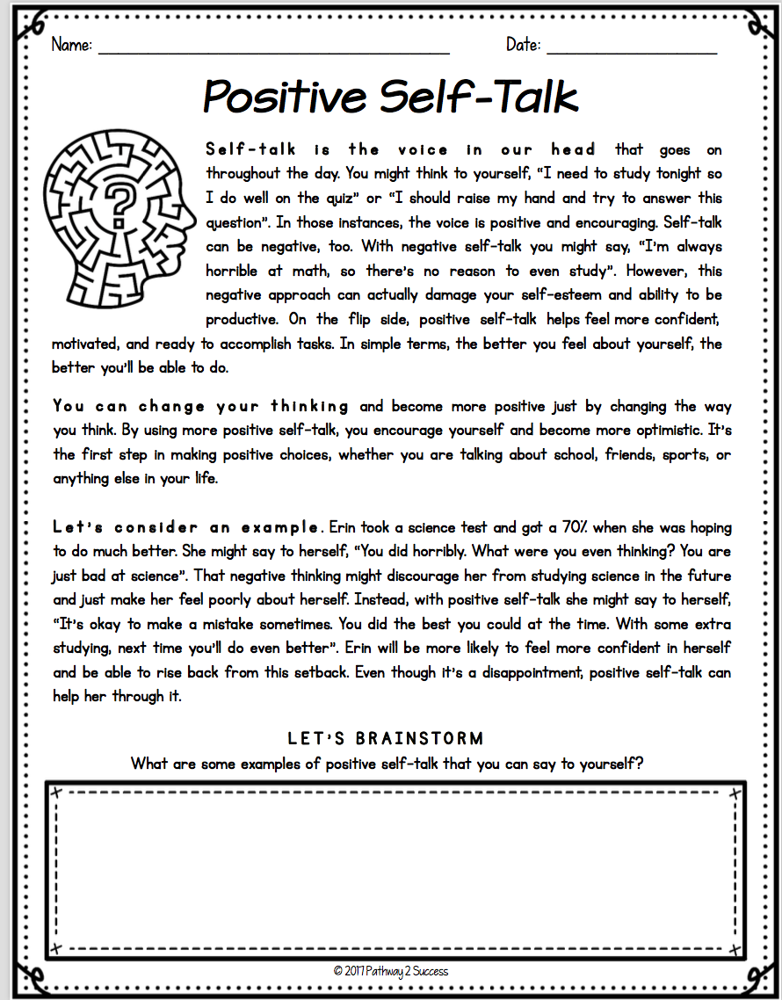 Name: ________________________________ Date: ________________
Positive Self-Talk
?
Self-talk is the voice in our head that goes on
throughout the day. You might think to yourself, “I need to study tonight so
I do well on the quiz” or “I should raise my hand and try to answer this
question”. In those instances, the voice is positive and encouraging. Self-talk
can be negative, too. With negative self-talk you might say, “I’m always
horrible at math, so there’s no reason to even study”. However, this
negative approach can actually damage your self-esteem and ability to be
productive. On the flip side, positive self-talk helps feel more confident,
motivated, and ready to accomplish tasks. In simple terms, the better you feel about yourself, the
better you’ll be able to do.
You can change your thinking and become more positive just by changing the way
you think. By using more positive self-talk, you encourage yourself and become more optimistic. It’s
the first step in making positive choices, whether you are talking about school, friends, sports, or
anything else in your life.
Let’s consider an example. Erin took a science test and got a 70% when she was hoping
to do much better. She might say to herself, “You did horribly. What were you even thinking? You are
just bad at science”. That negative thinking might discourage her from studying science in the future
and just make her feel poorly about herself. Instead, with positive self-talk she might say to herself,
“It’s okay to make a mistake sometimes. You did the best you could at the time. With some extra
studying, next time you’ll do even better”. Erin will be more likely to feel more confident in herself
and be able to rise back from this setback. Even though it’s a disappointment, positive self-talk can
help her through it.
LET’S BRAINSTORM
What are some examples of positive self-talk that you can say to yourself?
© 2017 Pathway 2 Success